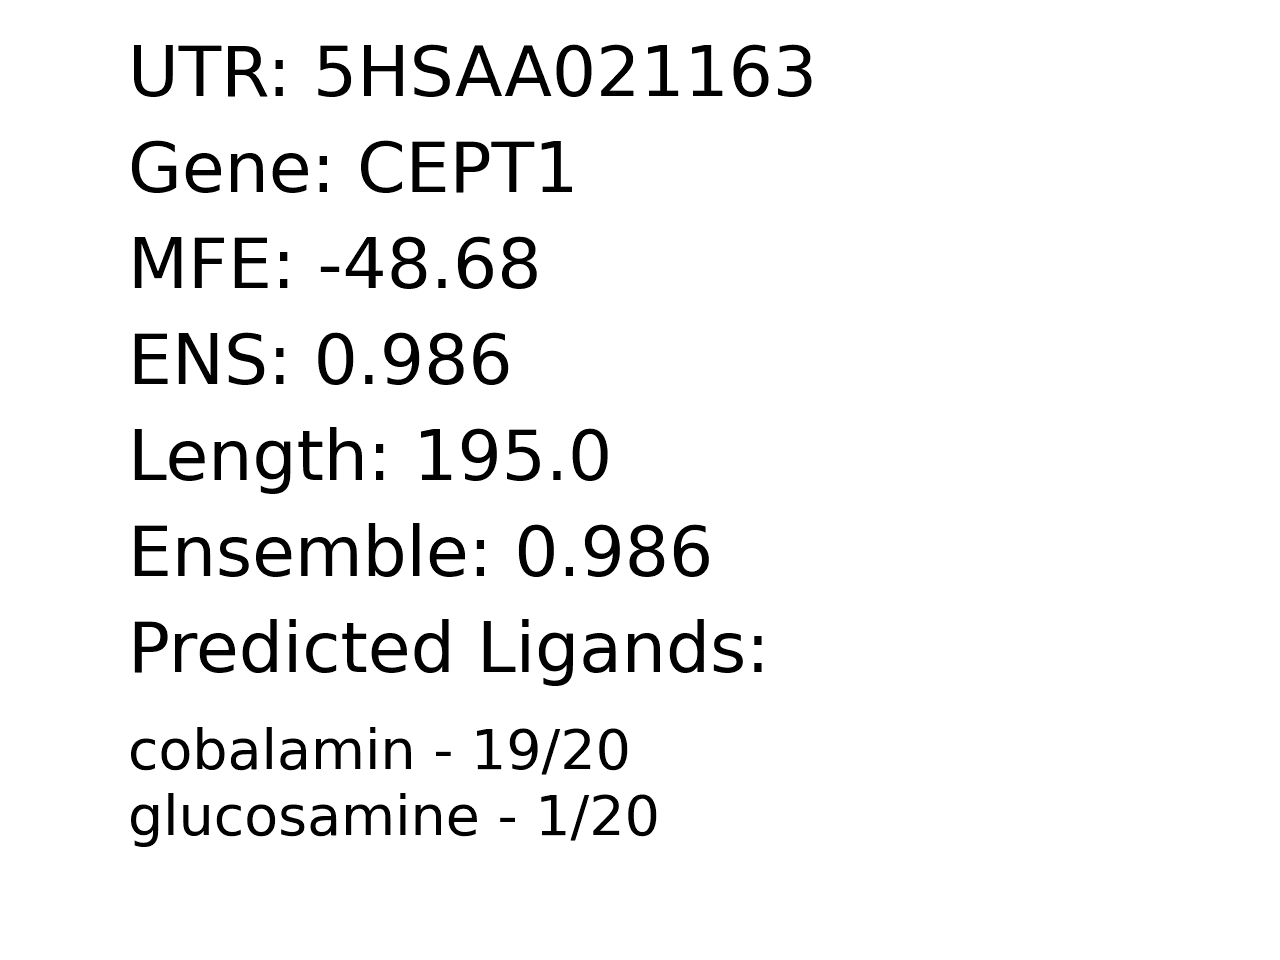 UTR: 5HSAA021163
Gene: CEPT1
MFE: -48.68
ENS: 0.986
Length: 195.0
Ensemble: 0.986
Predicted Ligands:
cobalamin - 19/20
glucosamine - 1/20